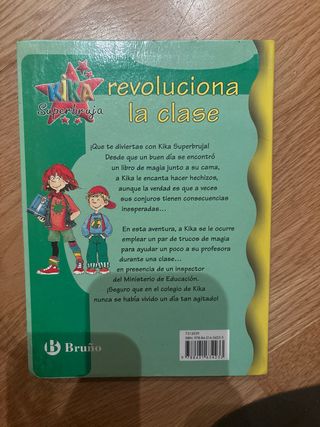 KIKA
Superbruja
revoluciona
la clase
¡Que te diviertas con Kika Superbruja!
Desde que un buen día se encontró
un libro de magia junto a su cama,
a Kika le encanta hacer hechizos,
aunque la verdad es que a veces
sus conjuros tienen consecuencias
inesperadas...
En esta aventura, a Kika se le ocurre
emplear un par de trucos de magia
para ayudar un poco a su profesora
durante una clase...
en presencia de un inspector
del Ministerio de Educación.
¡Seguro que en el colegio de Kika
nunca se había vivido un día tan agitado!
Bruño